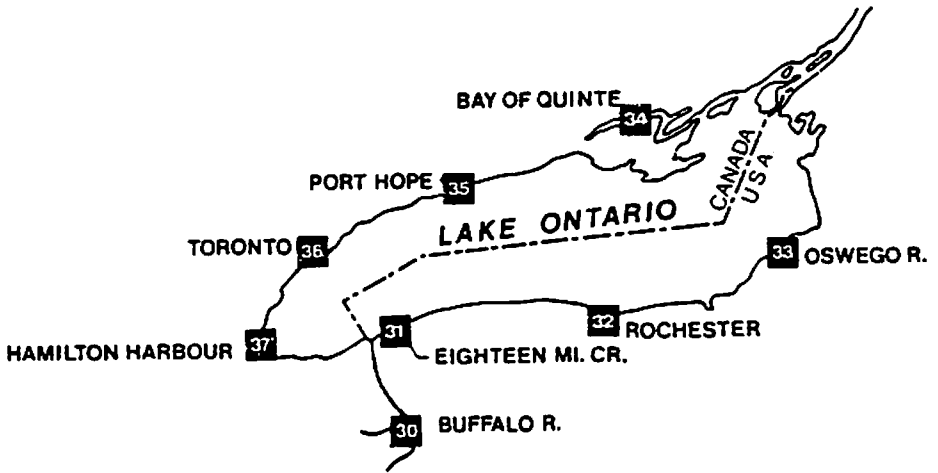 BAY OF QUINTE
34
PORT HOPE
35
CANADA
USA
TORONTO
36
LAKE ONTARIO
33
OSWEGO R.
HAMILTON HARBOUR
37
31
EIGHTEEN MI. CR.
32
ROCHESTER
30
BUFFALO R.